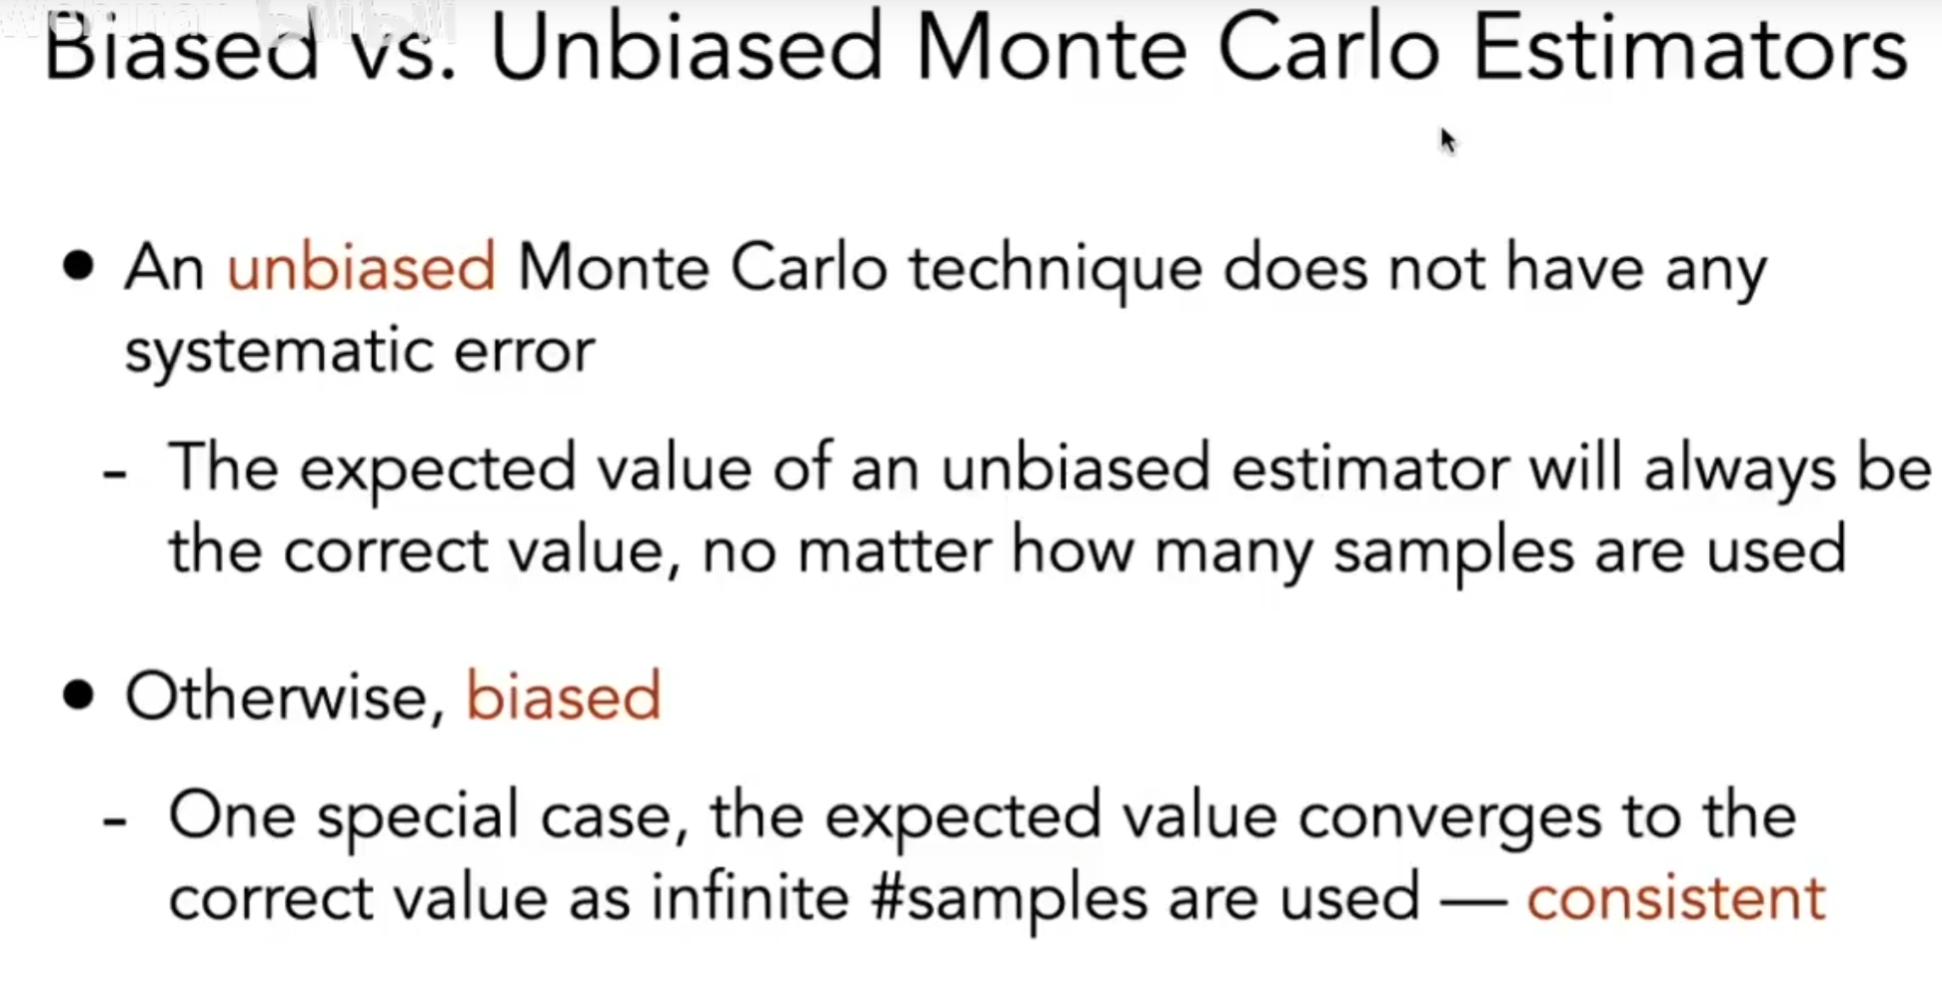 Biased vs. Unbiased Monte Carlo Estimators
● An unbiased Monte Carlo technique does not have any
systematic error
- The expected value of an unbiased estimator will always be
the correct value, no matter how many samples are used
● Otherwise, biased
- One special case, the expected value converges to the
correct value as infinite #samples are used — consistent